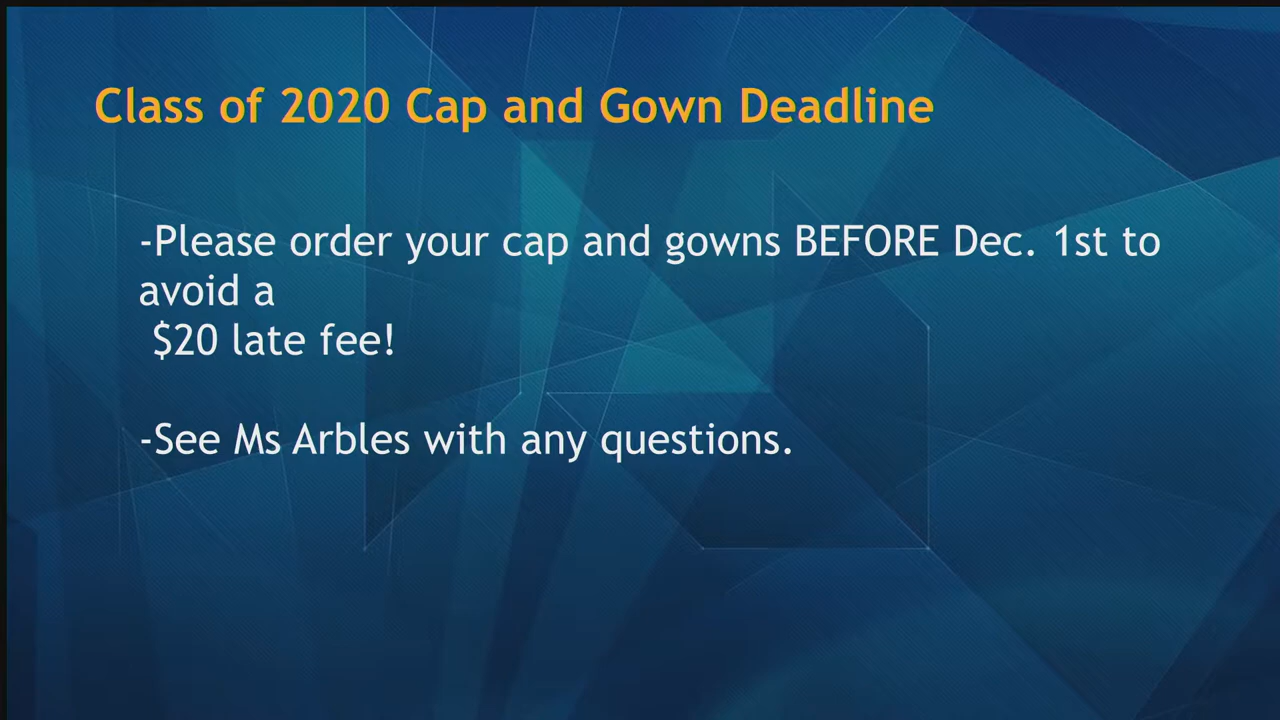 Class of 2020 Cap and Gown Deadline
-Please order your cap and gowns BEFORE Dec. 1st to
avoid a
$20 late fee!
-See Ms Arbles with any questions.